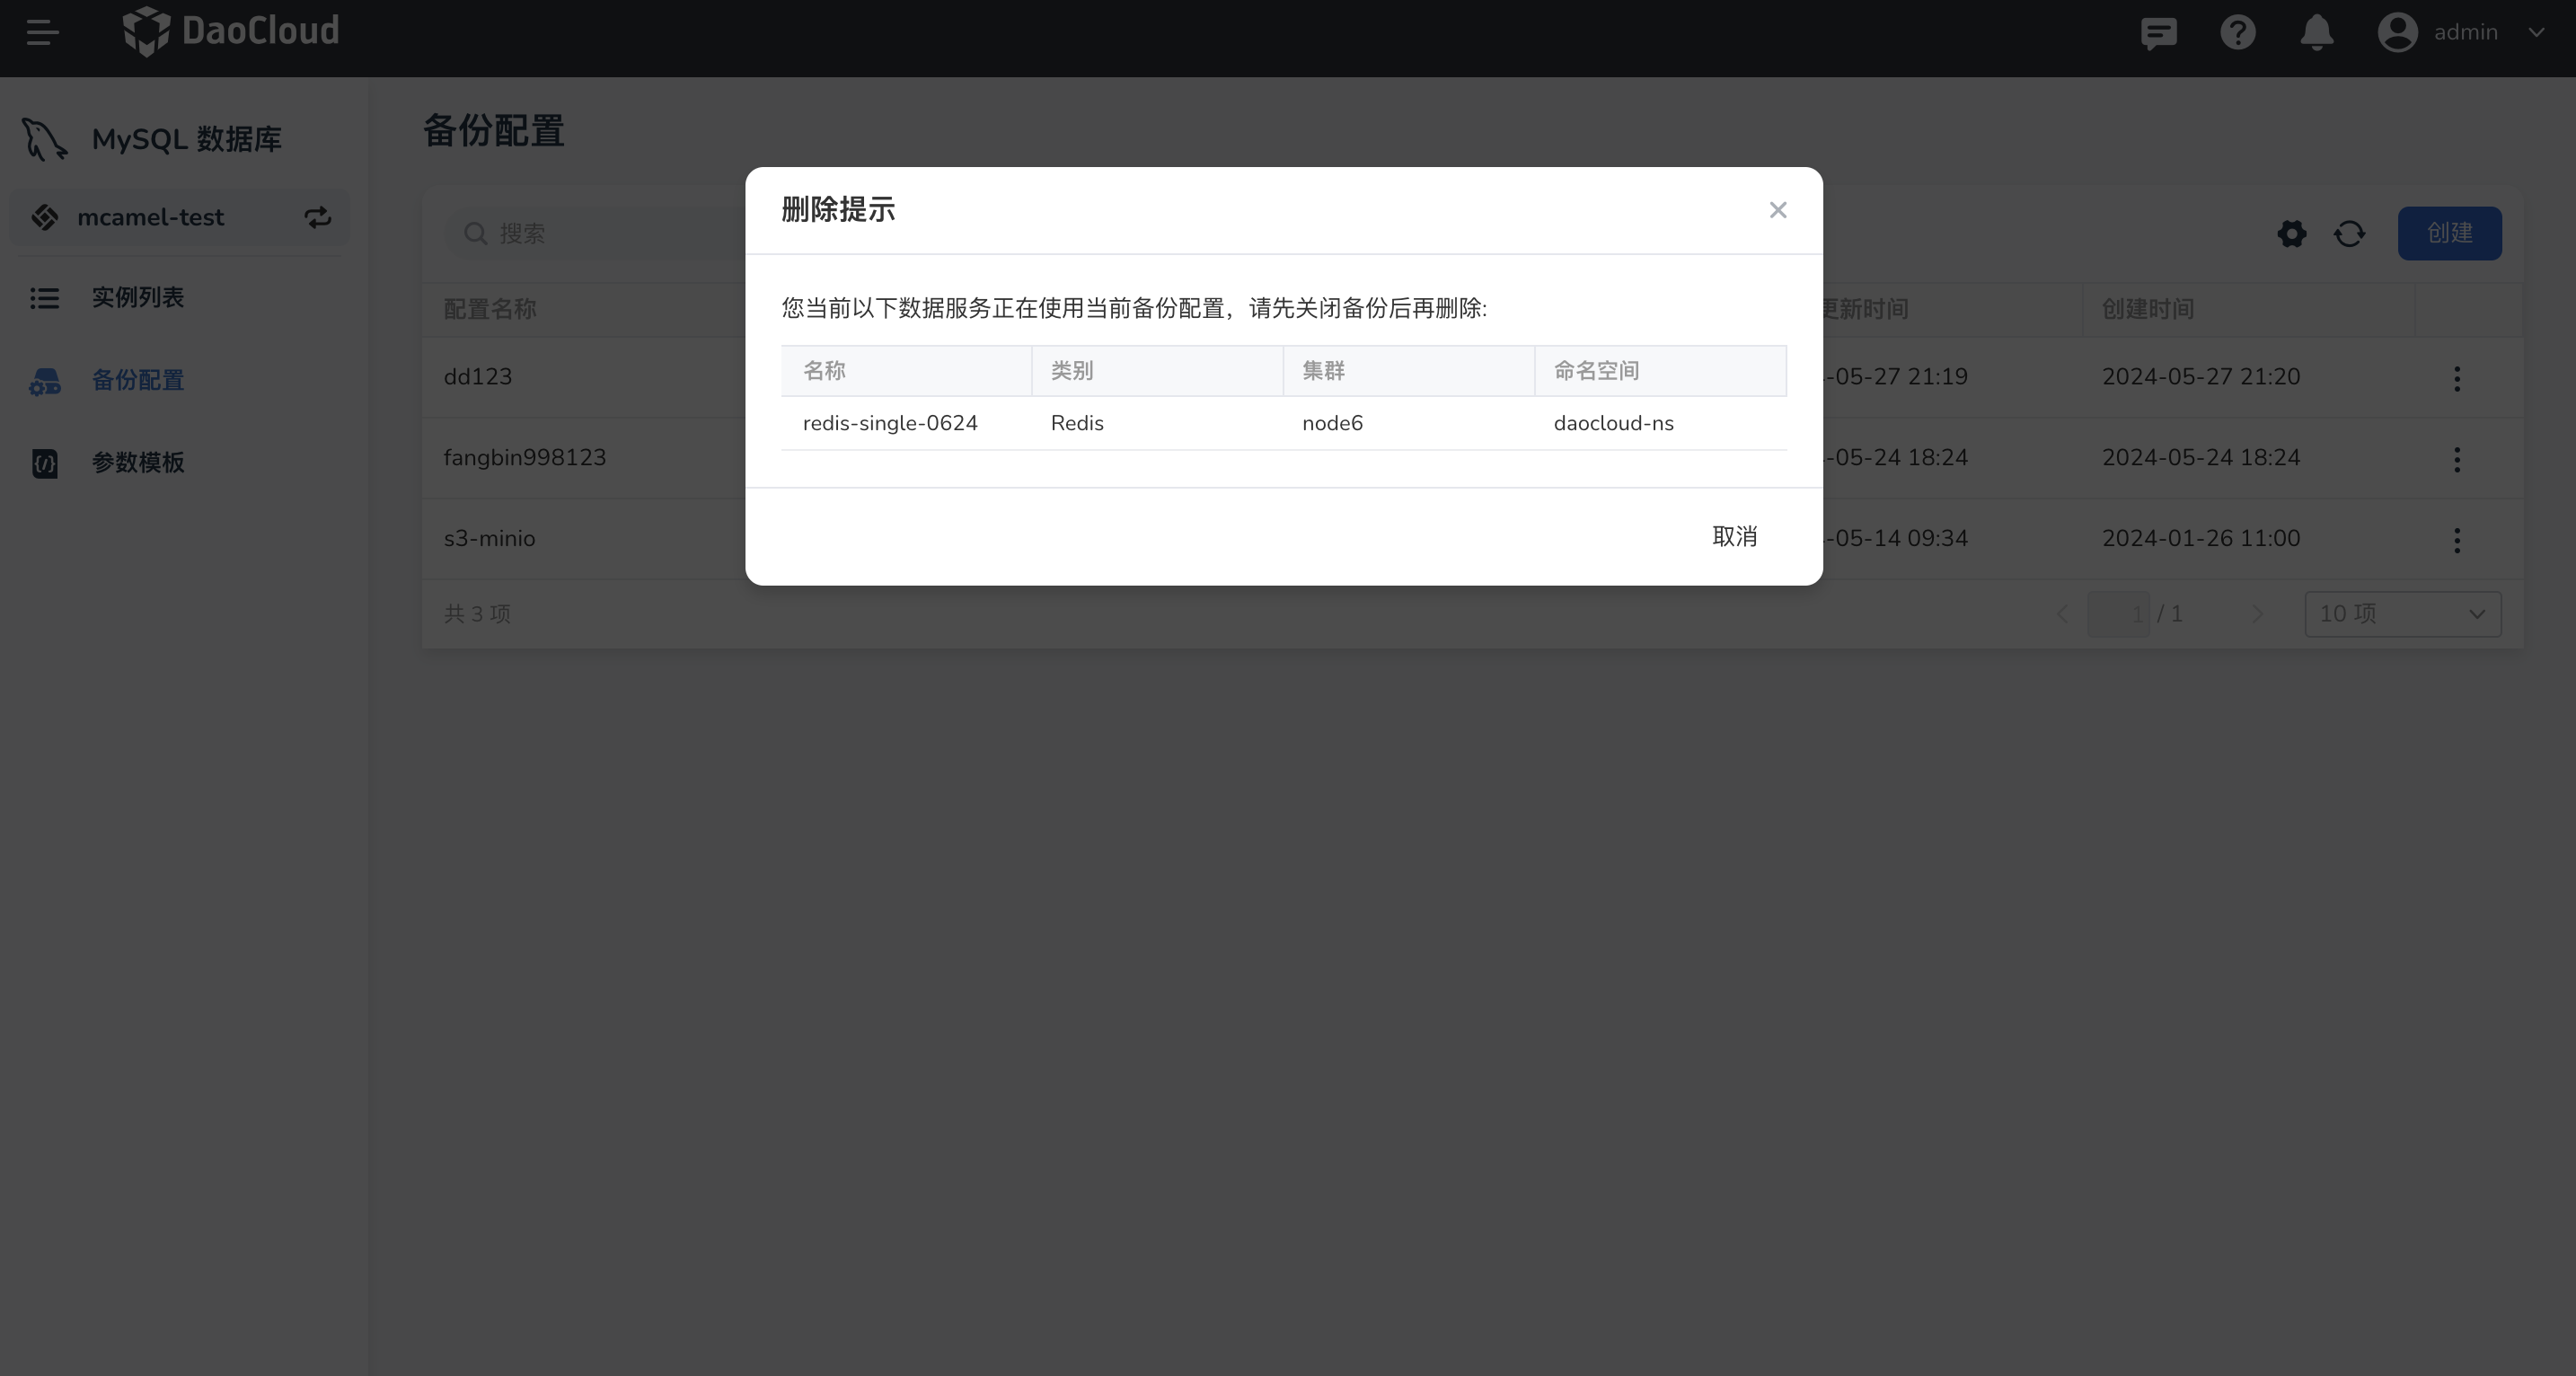 DaoCloud
admin
MySQL 数据库
mcamel-test
实例列表
备份配置
参数模板
备份配置
搜索
创建
配置名称
更新时间
创建时间
dd123
-05-27 21:19
2024-05-27 21:20
fangbin998123
-05-24 18:24
2024-05-24 18:24
s3-minio
-05-14 09:34
2024-01-26 11:00
共 3 项
1 / 1
10 项
删除提示
您当前以下数据服务正在使用当前备份配置，请先关闭备份后再删除:
名称
类别
集群
命名空间
redis-single-0624
Redis
node6
daocloud-ns
取消